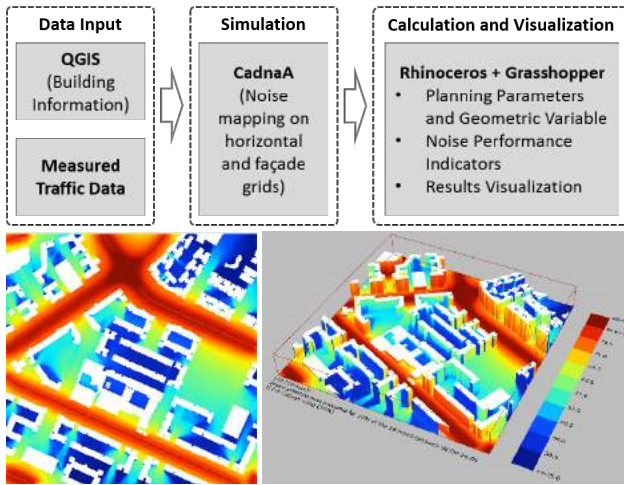 Data Input
QGIS
(Building
Information)
Measured
Traffic Data
Simulation
CadnaA
(Noise
mapping on
horizontal
and façade
grids)
Calculation and Visualization
Rhinoceros + Grasshopper
• Planning Parameters
and Geometric Variable
• Noise Performance
Indicators
• Results Visualization